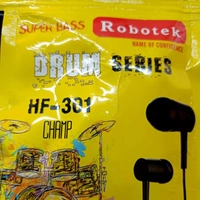 SUPER BASS
Robotek
NAME OF CONFIDENCE
DRUM SERIES
HF-301
CHAMP